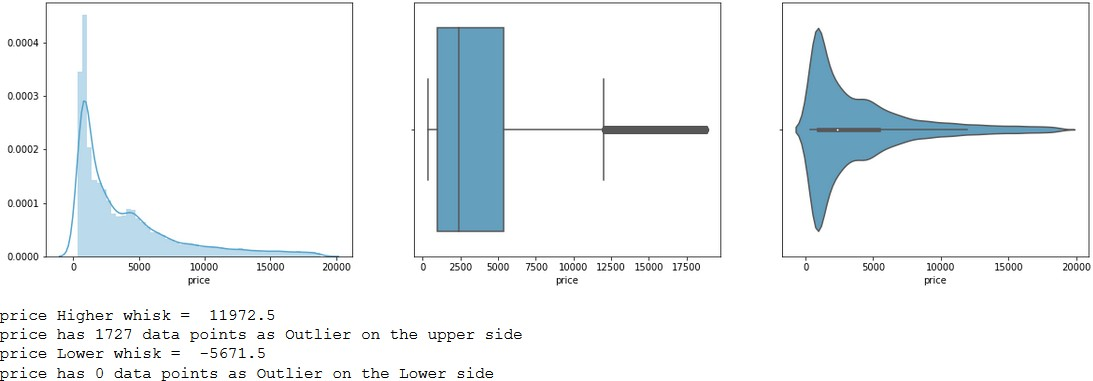 0.0004
0.0003
0.0002
0.0001
0.0000
0 5000 10000 15000 20000
price
0 2500 5000 7500 10000 12500 15000 17500
price
0 5000 10000 15000 20000
price
price Higher whisk =  11972.5
price has 1727 data points as Outlier on the upper side
price Lower whisk =  -5671.5
price has 0 data points as Outlier on the Lower side